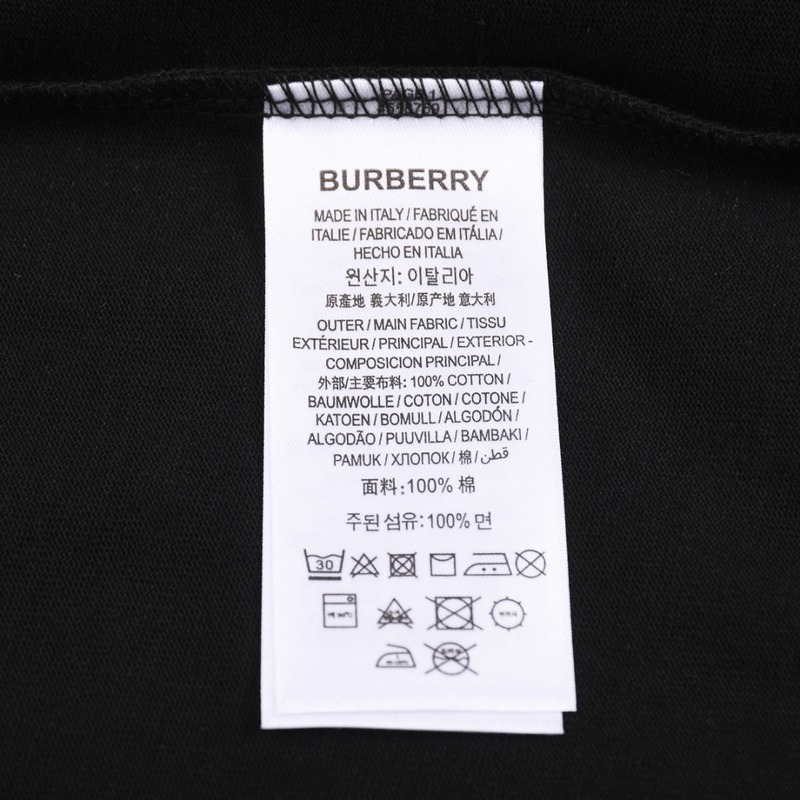 PAGE 1
BURBERRY
MADE IN ITALY / FABRIQUÉ EN
ITALIE / FABRICADO EM ITÁLIA /
HECHO EN ITALIA
원산지: 이탈리아
原產地 義大利/原产地 意大利
OUTER / MAIN FABRIC / TISSU
EXTÉRIEUR / PRINCIPAL / EXTERIOR -
COMPOSICION PRINCIPAL /
外部/主要布料: 100% COTTON /
BAUMWOLLE / COTON / COTONE /
KATOEN / BOMULL / ALGODÓN /
ALGODÃO / PUUVILLA / BAMBAKI /
PAMUK / ХЛОПОК / 棉 / قطن
面料:100% 棉
주된 섬유:100% 면
30